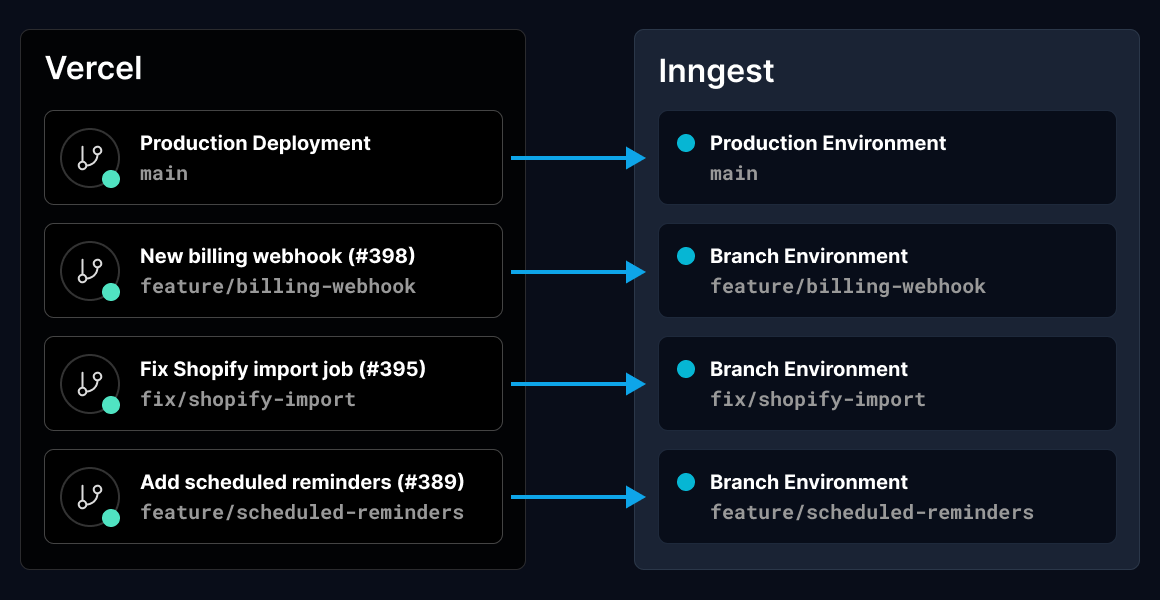 Vercel
Production Deployment
main
New billing webhook (#398)
feature/billing-webhook
Fix Shopify import job (#395)
fix/shopify-import
Add scheduled reminders (#389)
feature/scheduled-reminders
Inngest
Production Environment
main
Branch Environment
feature/billing-webhook
Branch Environment
fix/shopify-import
Branch Environment
feature/scheduled-reminders